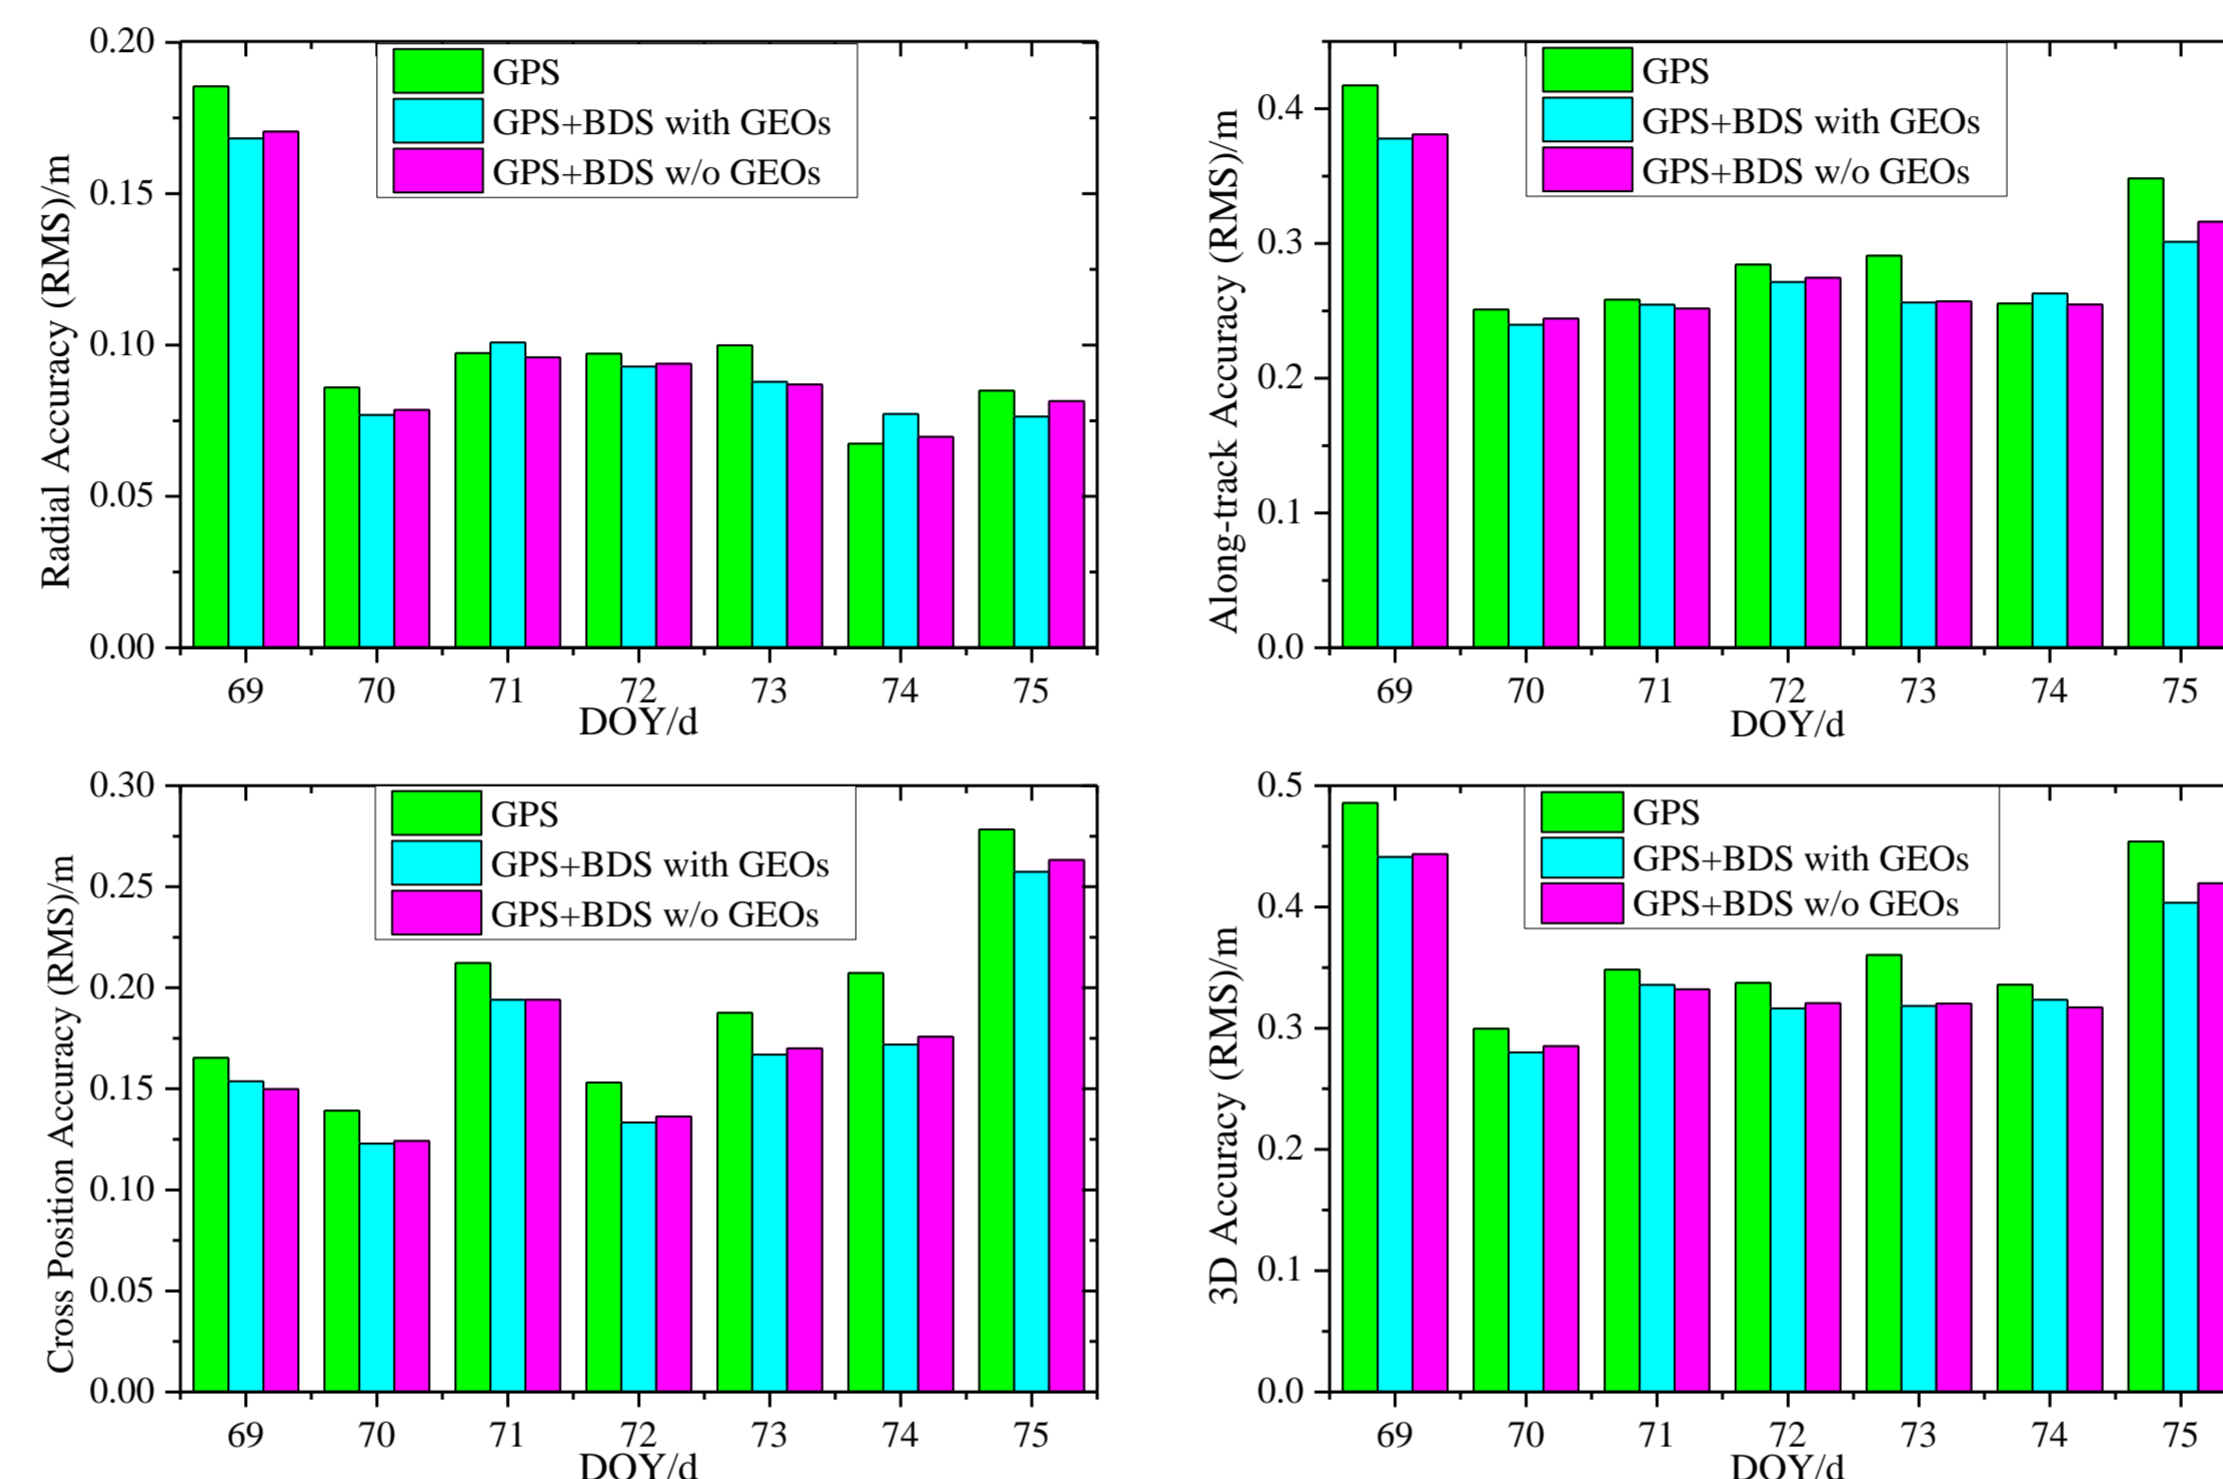 Radial Accuracy (RMS)/m
0.20
0.15
0.10
0.05
0.00
GPS
GPS+BDS with GEOs
GPS+BDS w/o GEOs
69 70 71 72 73 74 75
DOY/d
Along-track Accuracy (RMS)/m
0.4
0.3
0.2
0.1
0.0
GPS
GPS+BDS with GEOs
GPS+BDS w/o GEOs
69 70 71 72 73 74 75
DOY/d
Cross Position Accuracy (RMS)/m
0.30
0.25
0.20
0.15
0.10
0.05
0.00
GPS
GPS+BDS with GEOs
GPS+BDS w/o GEOs
69 70 71 72 73 74 75
DOY/d
3D Accuracy (RMS)/m
0.5
0.4
0.3
0.2
0.1
0.0
GPS
GPS+BDS with GEOs
GPS+BDS w/o GEOs
69 70 71 72 73 74 75
DOY/d